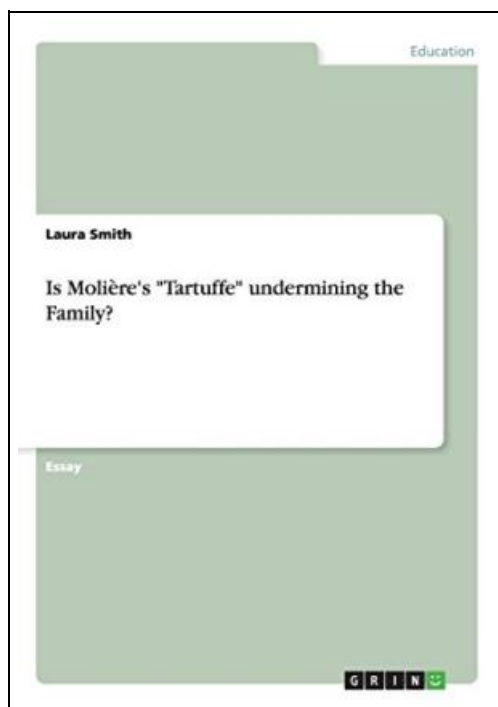 Education
Laura Smith
Is Molière's "Tartuffe" undermining the
Family?
Essay
GRIN